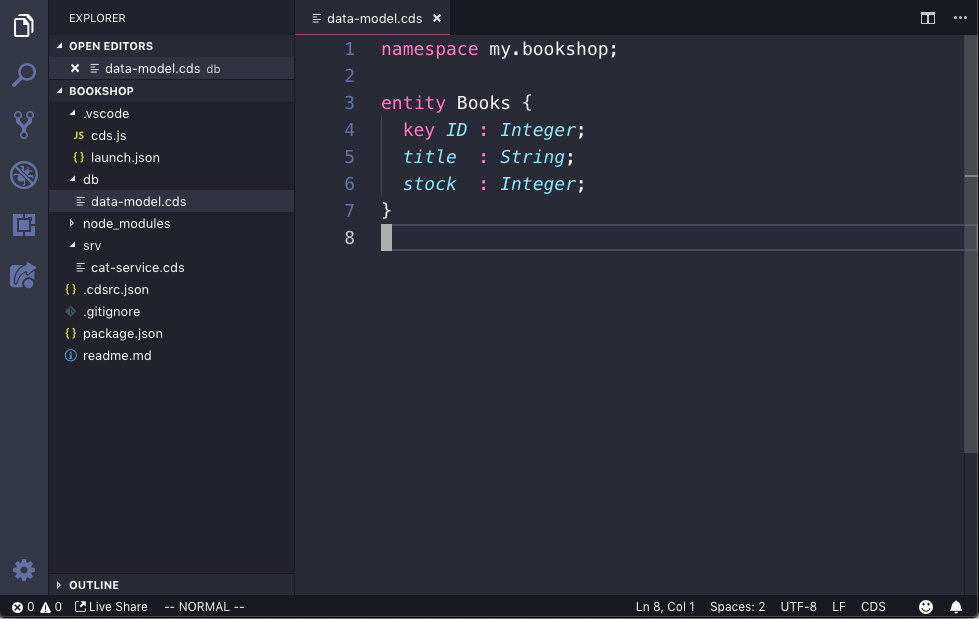 EXPLORER
OPEN EDITORS
data-model.cds db
BOOKSHOP
.vscode
JS cds.js
{} launch.json
db
data-model.cds
node_modules
srv
cat-service.cds
{} .cdsrc.json
.gitignore
{} package.json
readme.md
OUTLINE
data-model.cds
1 namespace my.bookshop;
2
3 entity Books {
4 key ID : Integer;
5 title : String;
6 stock : Integer;
7 }
8
0 0 Live Share -- NORMAL -- Ln 8, Col 1 Spaces: 2 UTF-8 LF CDS